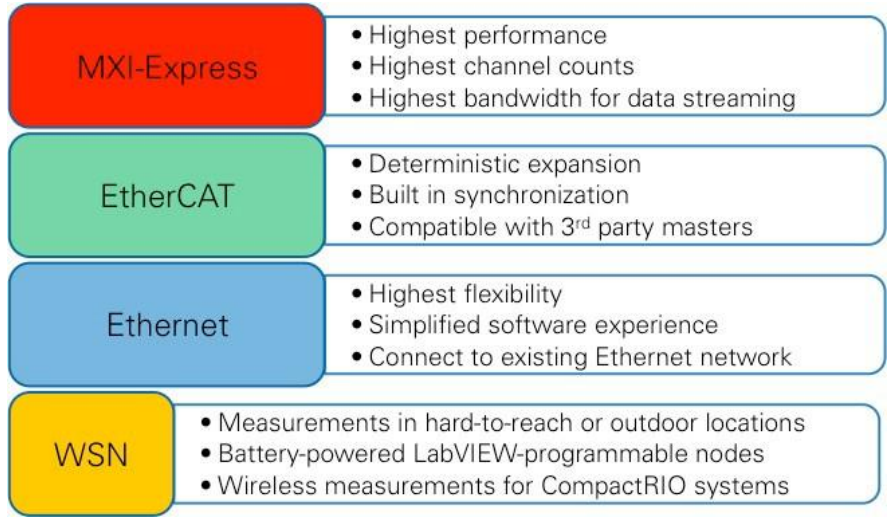 MXI-Express
• Highest performance
• Highest channel counts
• Highest bandwidth for data streaming
EtherCAT
• Deterministic expansion
• Built in synchronization
• Compatible with 3rd party masters
Ethernet
• Highest flexibility
• Simplified software experience
• Connect to existing Ethernet network
WSN
• Measurements in hard-to-reach or outdoor locations
• Battery-powered LabVIEW-programmable nodes
• Wireless measurements for CompactRIO systems